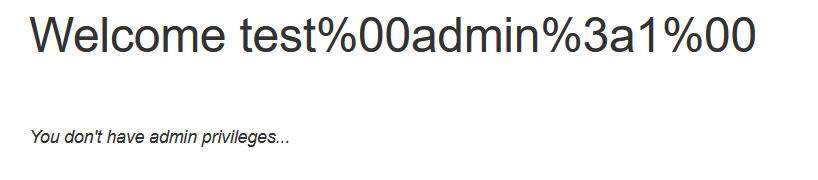 Welcome test%00admin%3a1%00
You don't have admin privileges...